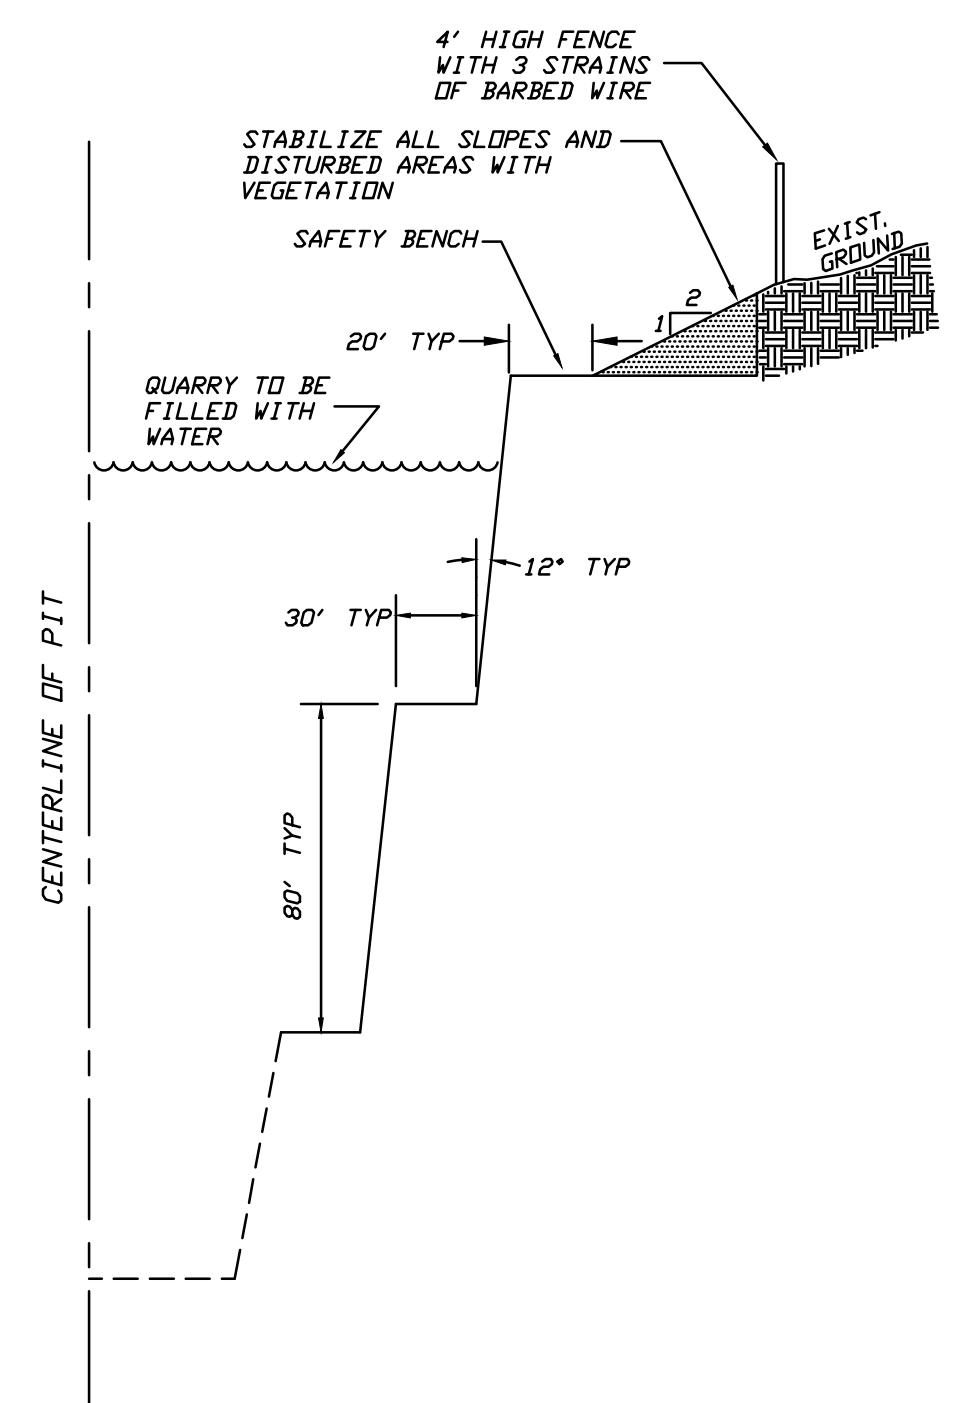 4' HIGH FENCE
WITH 3 STRAINS
OF BARBED WIRE
STABILIZE ALL SLOPES AND
DISTURBED AREAS WITH
VEGETATION
SAFETY BENCH
EXIST.
GROUND
2
1
20' TYP
QUARRY TO BE
FILLED WITH
WATER
12° TYP
30' TYP
CENTERLINE OF PIT
80' TYP